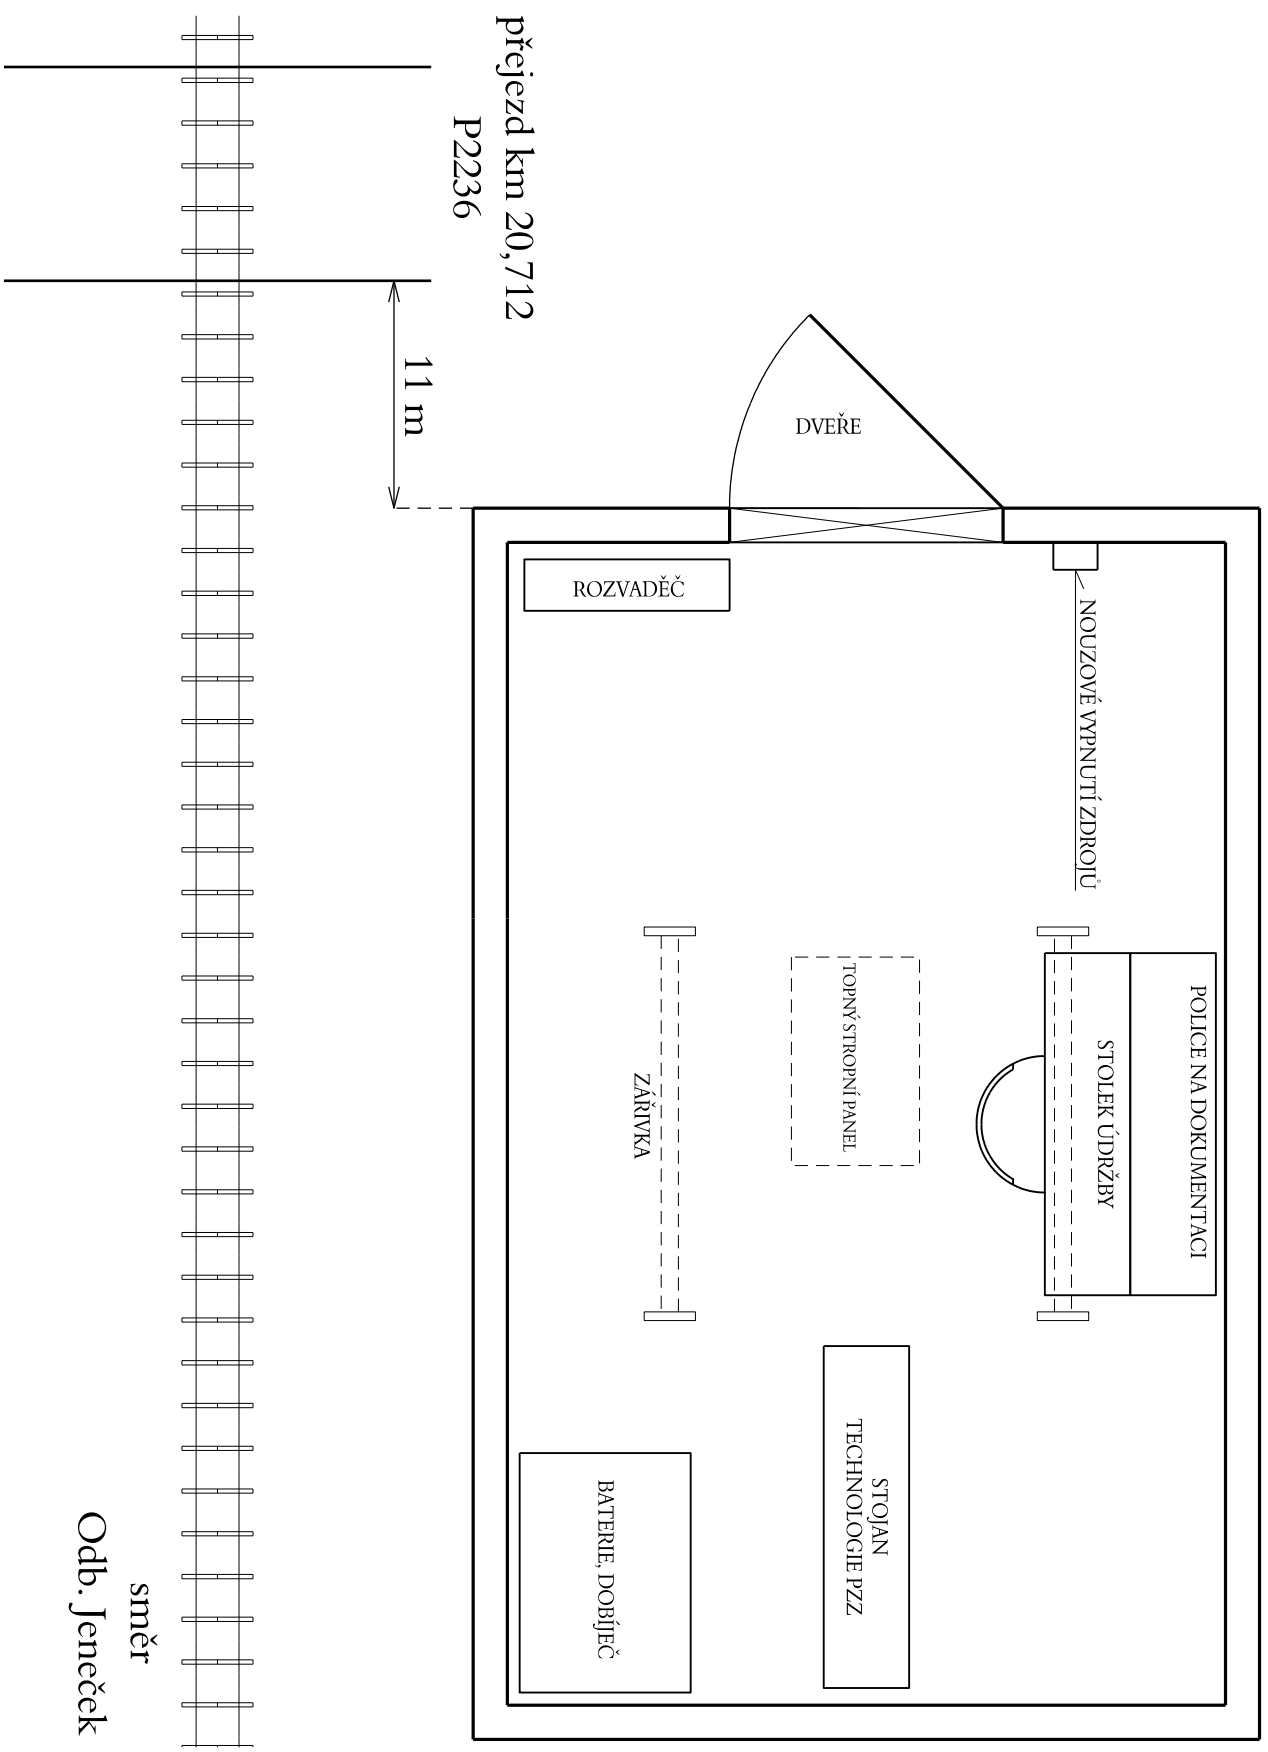 přejezd km 20,712
P2236
11 m
DVEŘE
ROZVADĚČ
NOUZOVÉ VYPNUTÍ ZDROJŮ
POLICE NA DOKUMENTACI
STOLEK ÚDRŽBY
TOPNÝ STROPNÍ PANEL
ZÁŘIVKA
STOJAN
TECHNOLOGIE PZZ
BATERIE, DOBÍJEČ
směr
Odb. Jeneček